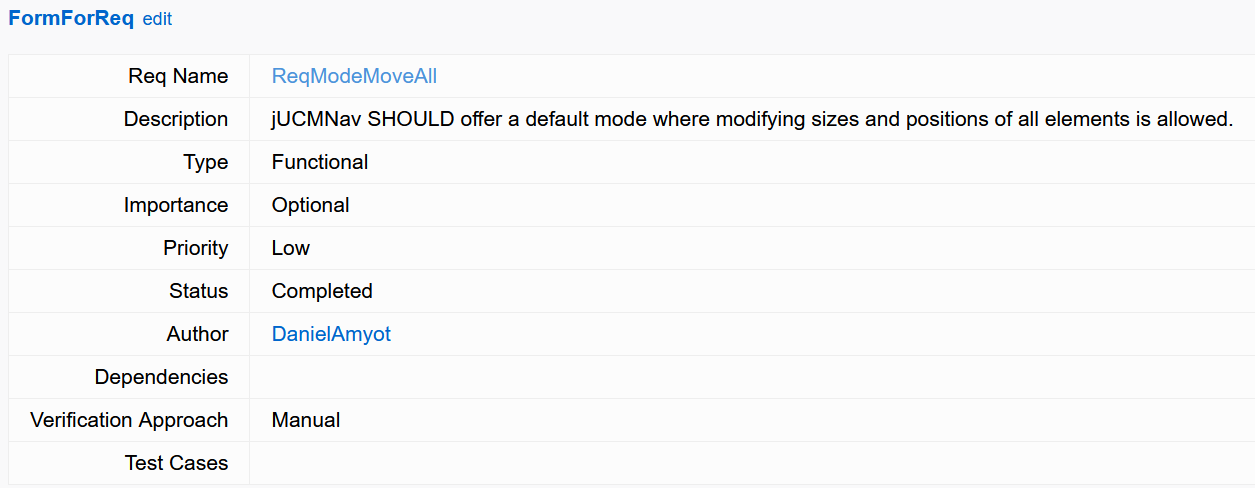 FormForReq edit
Req Name ReqModeMoveAll
Description jUCMNav SHOULD offer a default mode where modifying sizes and positions of all elements is allowed.
Type Functional
Importance Optional
Priority Low
Status Completed
Author DanielAmyot
Dependencies
Verification Approach Manual
Test Cases